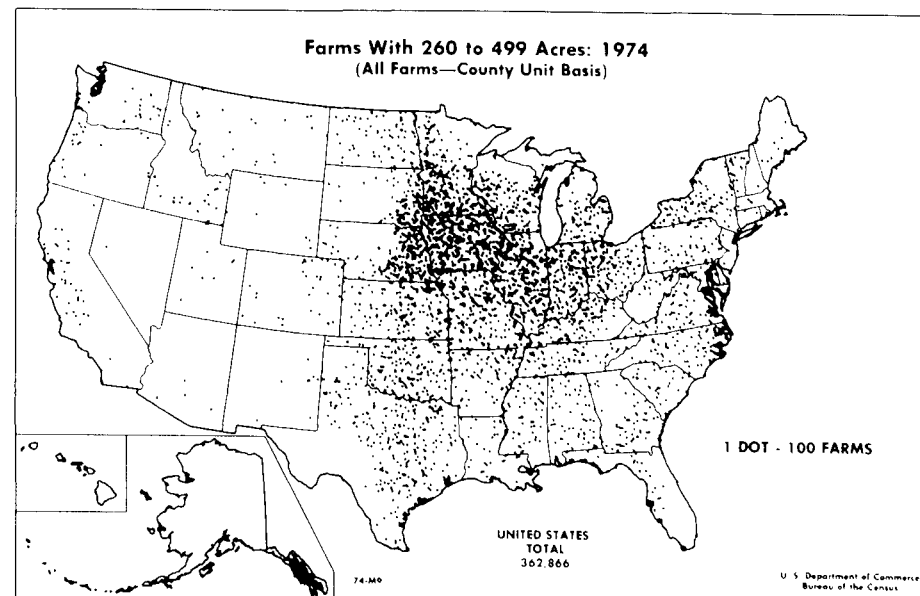 Farms With 260 to 499 Acres: 1974
(All Farms—County Unit Basis)
1 DOT - 100 FARMS
UNITED STATES
TOTAL
362,866
74-M9
U S Department of Commerce
Bureau of the Census